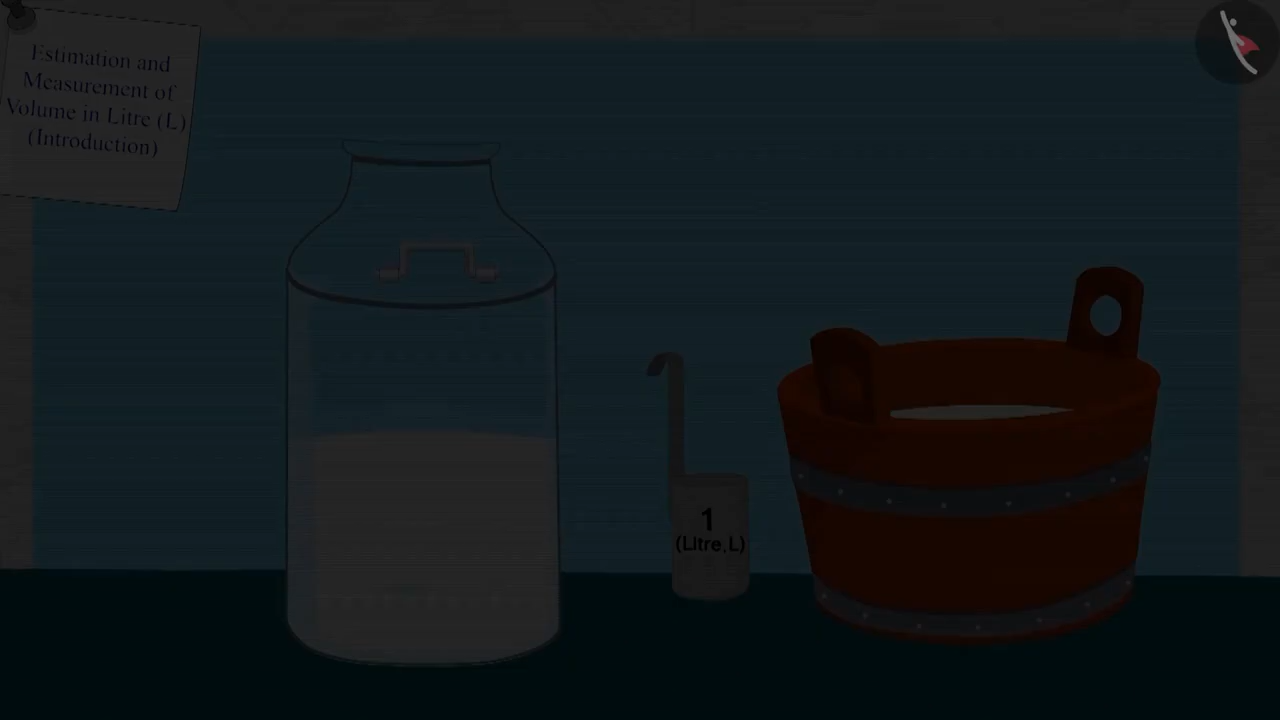 Estimation and
Measurement of
Volume in Litre (L)
(Introduction)
1
(Litre,L)